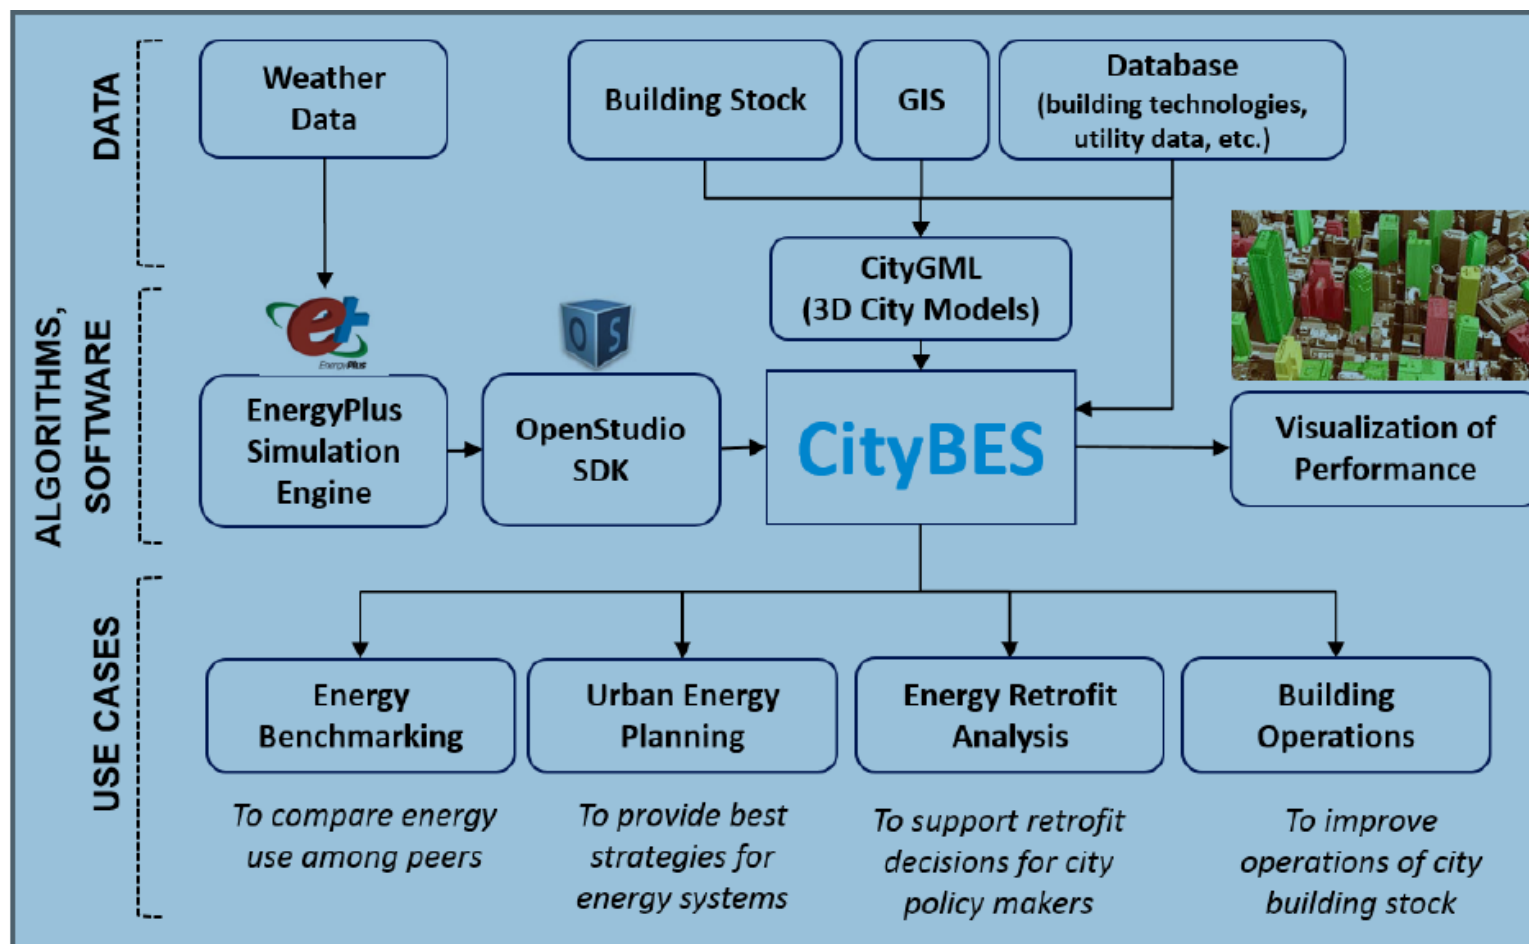 DATA
Weather
Data
Building Stock
GIS
Database
(building technologies,
utility data, etc.)
CityGML
(3D City Models)
ALGORITHMS,
SOFTWARE
e+
EnergyPlus
OS
EnergyPlus
Simulation
Engine
OpenStudio
SDK
CityBES
Visualization of
Performance
USE CASES
Energy
Benchmarking
Urban Energy
Planning
Energy Retrofit
Analysis
Building
Operations
To compare energy
use among peers
To provide best
strategies for
energy systems
To support retrofit
decisions for city
policy makers
To improve
operations of city
building stock